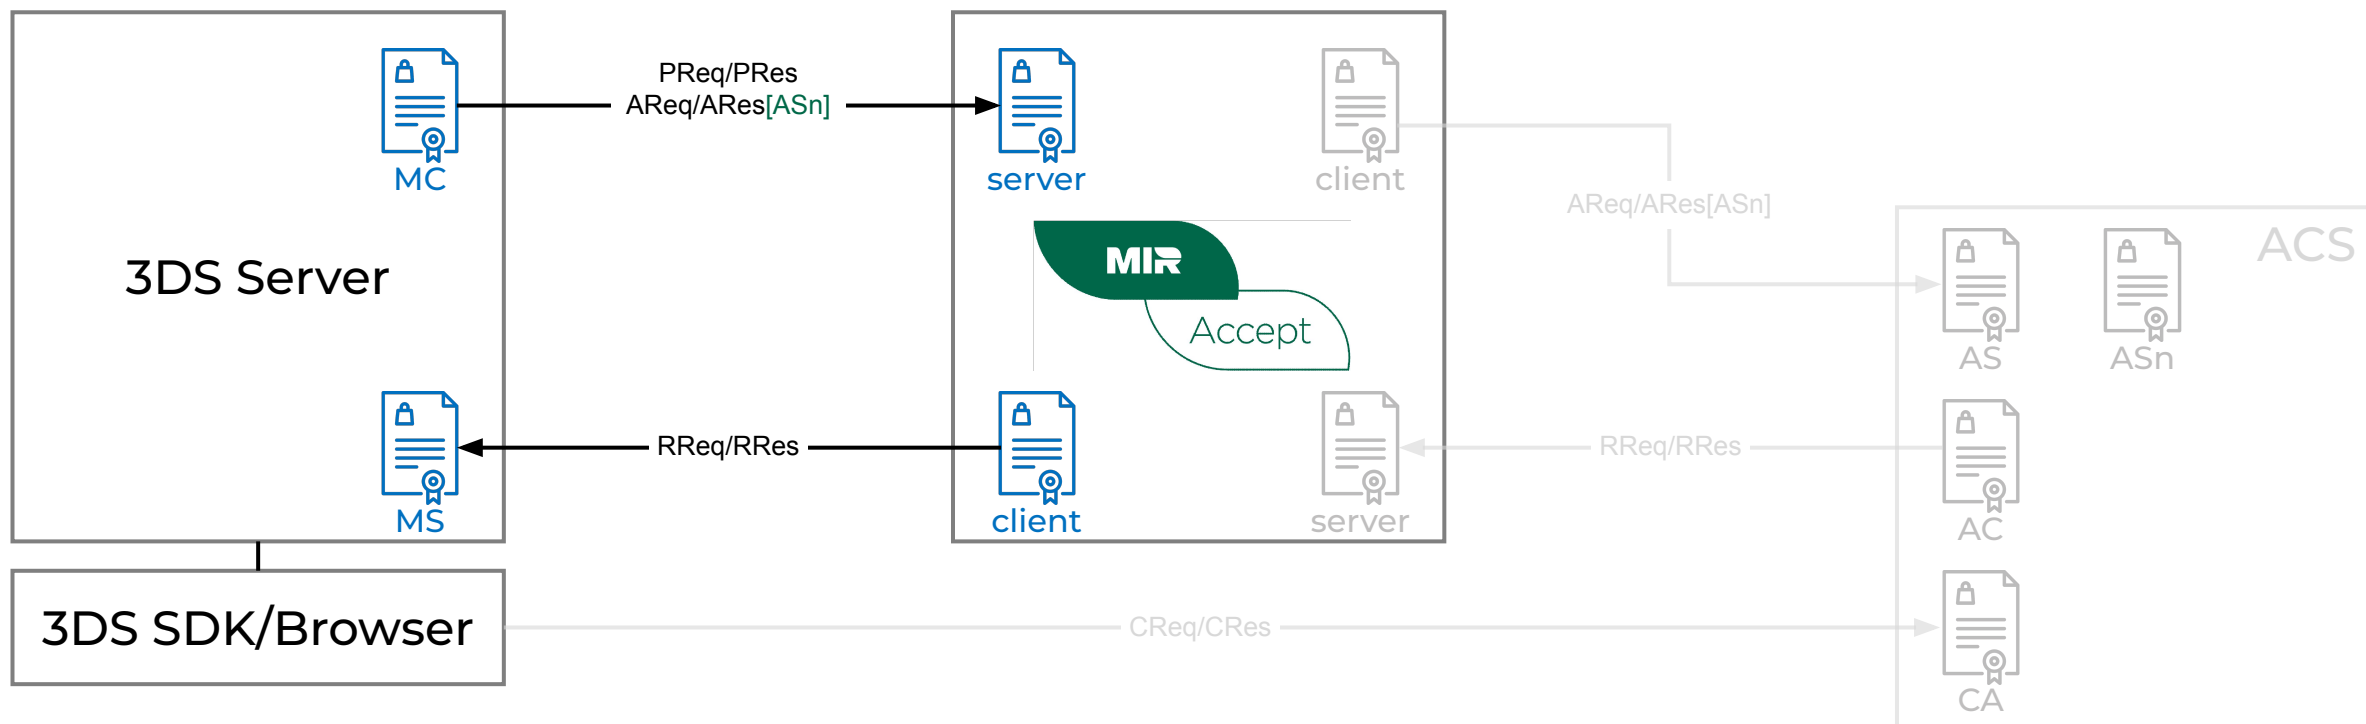 PReq/PRes
AReq/ARes[ASn]
MC
server
client
3DS Server
MIR
Accept
AReq/ARes[ASn]
ACS
AS
ASn
RReq/RRes
MS
client
server
RReq/RRes
AC
3DS SDK/Browser
CReq/CRes
CA